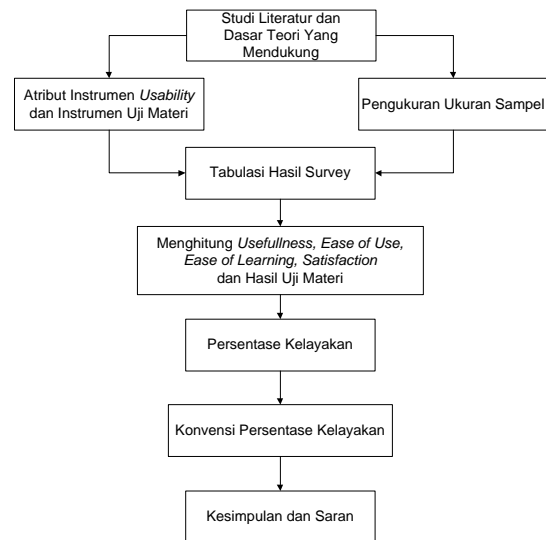 Studi Literatur dan
Dasar Teori Yang
Mendukung
Atribut Instrumen Usability
dan Instrumen Uji Materi
Pengukuran Ukuran Sampel
Tabulasi Hasil Survey
Menghitung Usefullness, Ease of Use,
Ease of Learning, Satisfaction
dan Hasil Uji Materi
Persentase Kelayakan
Konvensi Persentase Kelayakan
Kesimpulan dan Saran